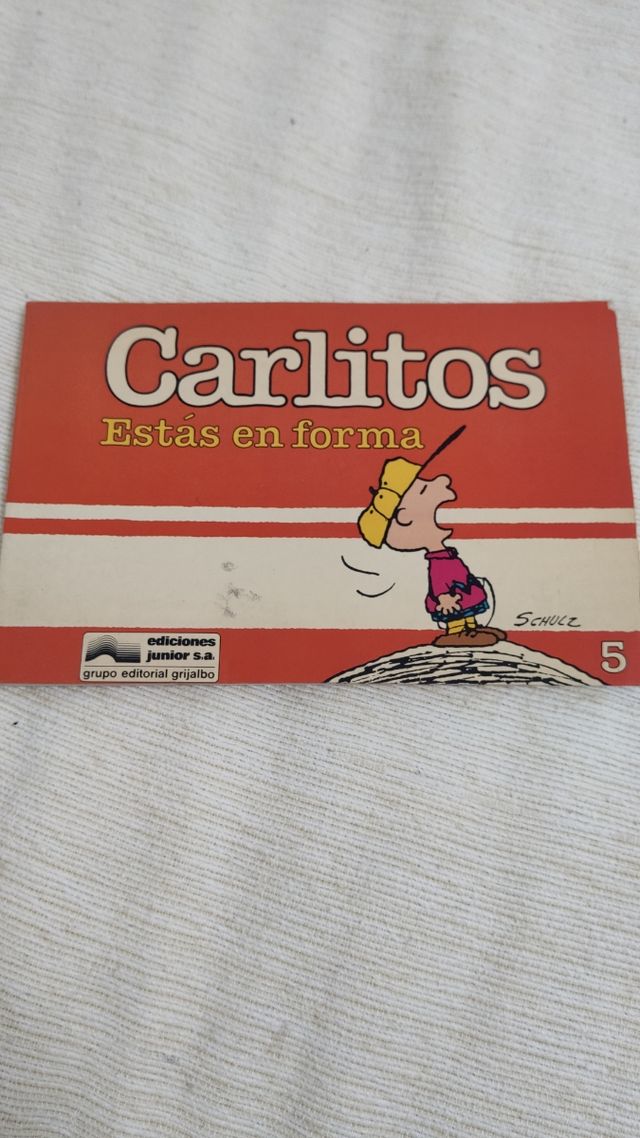 Carlitos
Estás en forma
SCHULZ
5
ediciones
junior s.a.
grupo editorial grijalbo